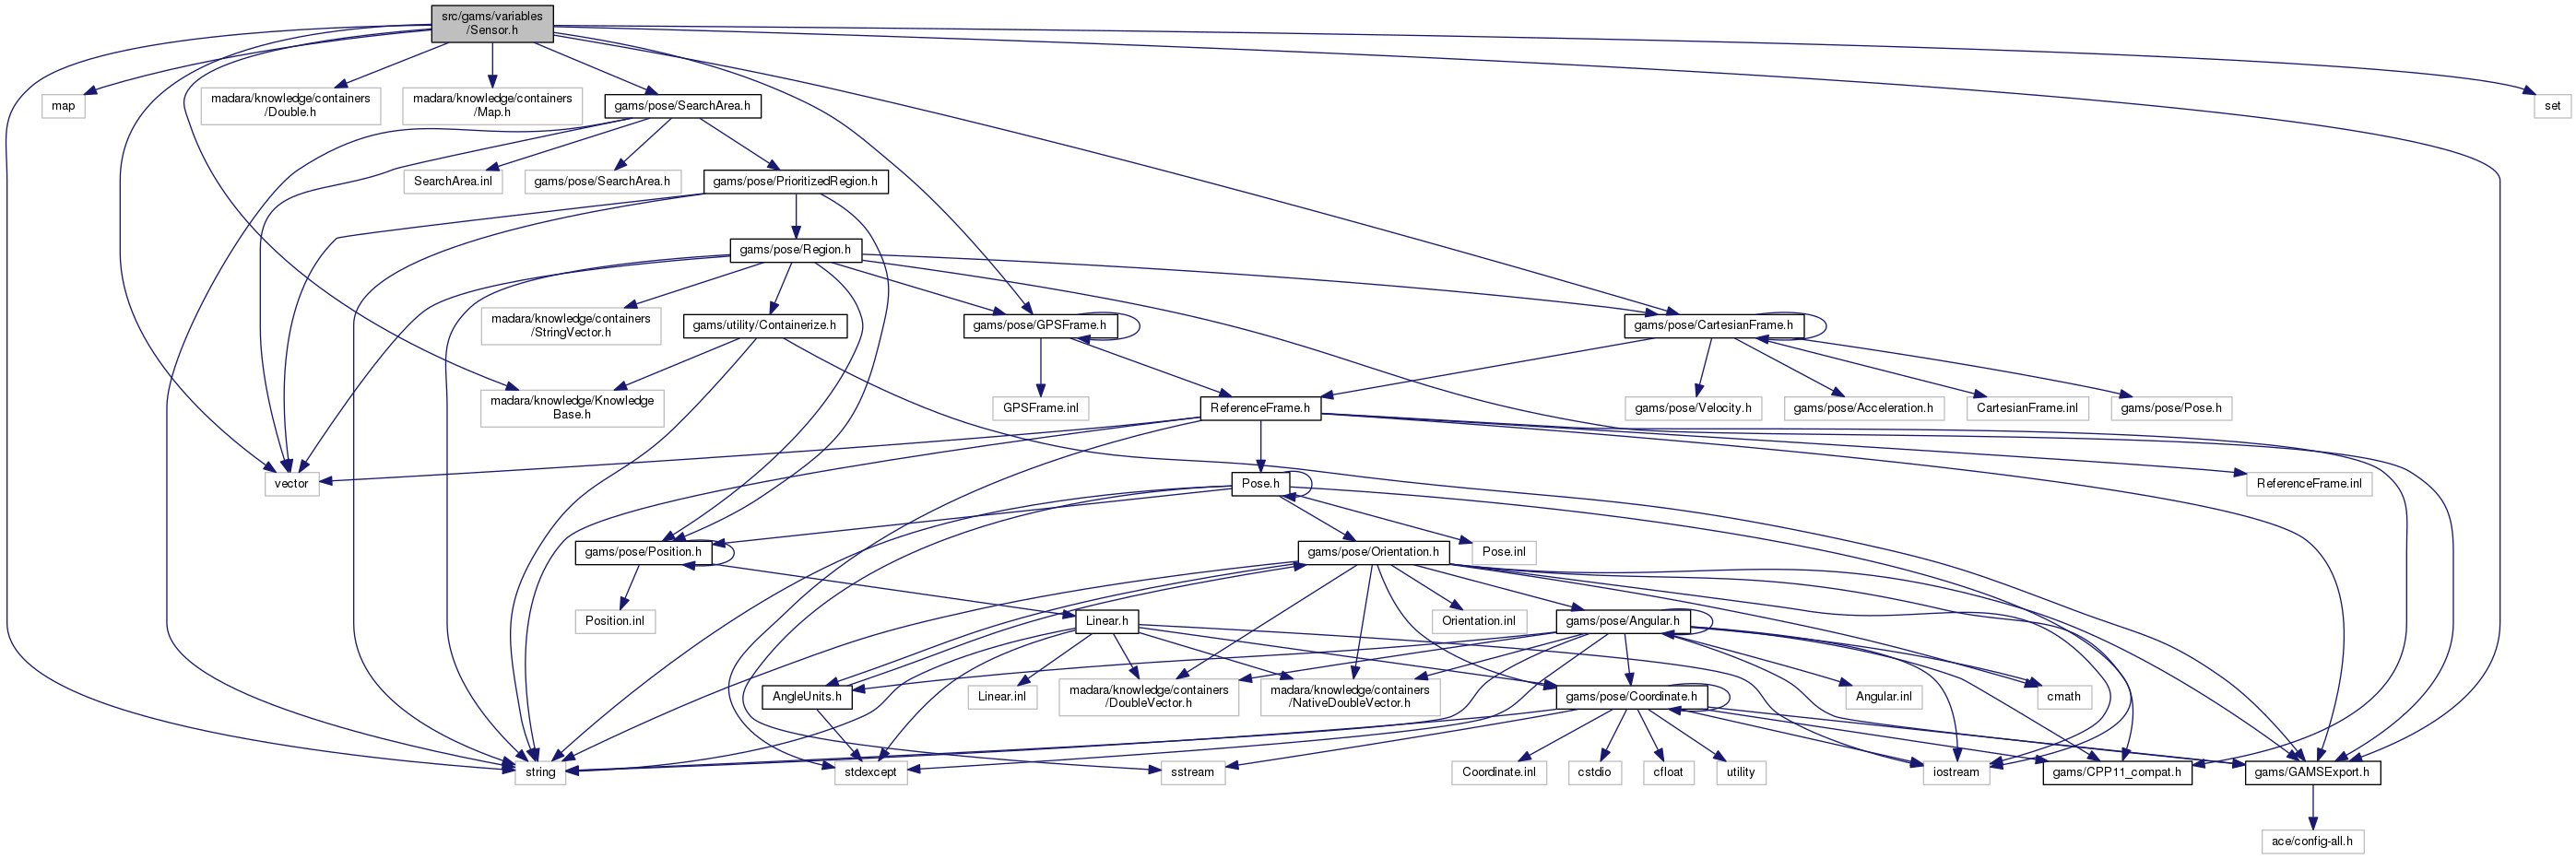 src/gams/variables
/Sensor.h
map
madara/knowledge/containers
/Double.h
madara/knowledge/containers
/Map.h
gams/pose/SearchArea.h
set
SearchArea.inl
gams/pose/SearchArea.h
gams/pose/PrioritizedRegion.h
gams/pose/Region.h
madara/knowledge/containers
/StringVector.h
gams/utility/Containerize.h
gams/pose/GPSFrame.h
gams/pose/CartesianFrame.h
madara/knowledge/Knowledge
Base.h
GPSFrame.inl
ReferenceFrame.h
gams/pose/Velocity.h
gams/pose/Acceleration.h
CartesianFrame.inl
gams/pose/Pose.h
vector
Pose.h
ReferenceFrame.inl
gams/pose/Position.h
gams/pose/Orientation.h
Pose.inl
Position.inl
Linear.h
Orientation.inl
gams/pose/Angular.h
AngleUnits.h
Linear.inl
madara/knowledge/containers
/DoubleVector.h
madara/knowledge/containers
/NativeDoubleVector.h
gams/pose/Coordinate.h
Angular.inl
cmath
string
stdexcept
sstream
Coordinate.inl
cstdio
cfloat
utility
iostream
gams/CPP11_compat.h
gams/GAMSExport.h
ace/config-all.h